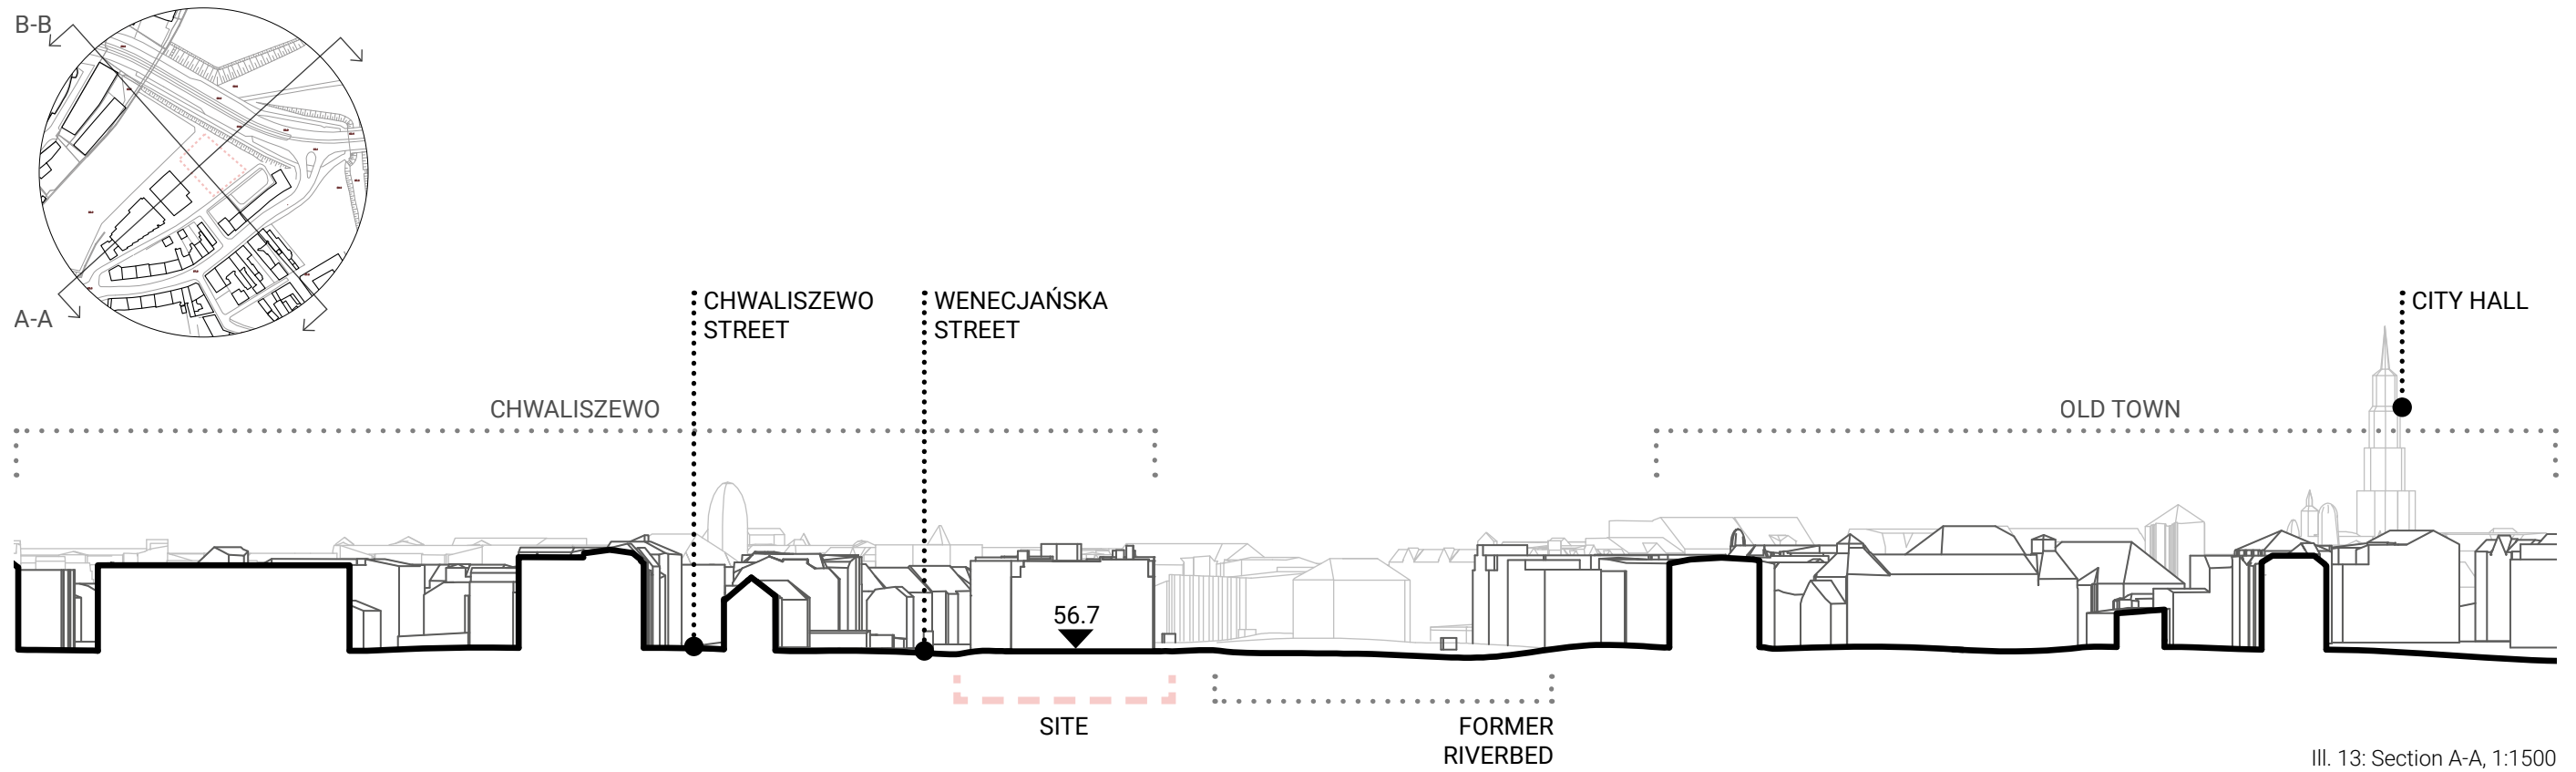 B-B
A-A
CHWALISZEWO
STREET
WENECJAŃSKA
STREET
CITY HALL
CHWALISZEWO
OLD TOWN
56.7
SITE
FORMER
RIVERBED
Ill. 13: Section A-A, 1:1500